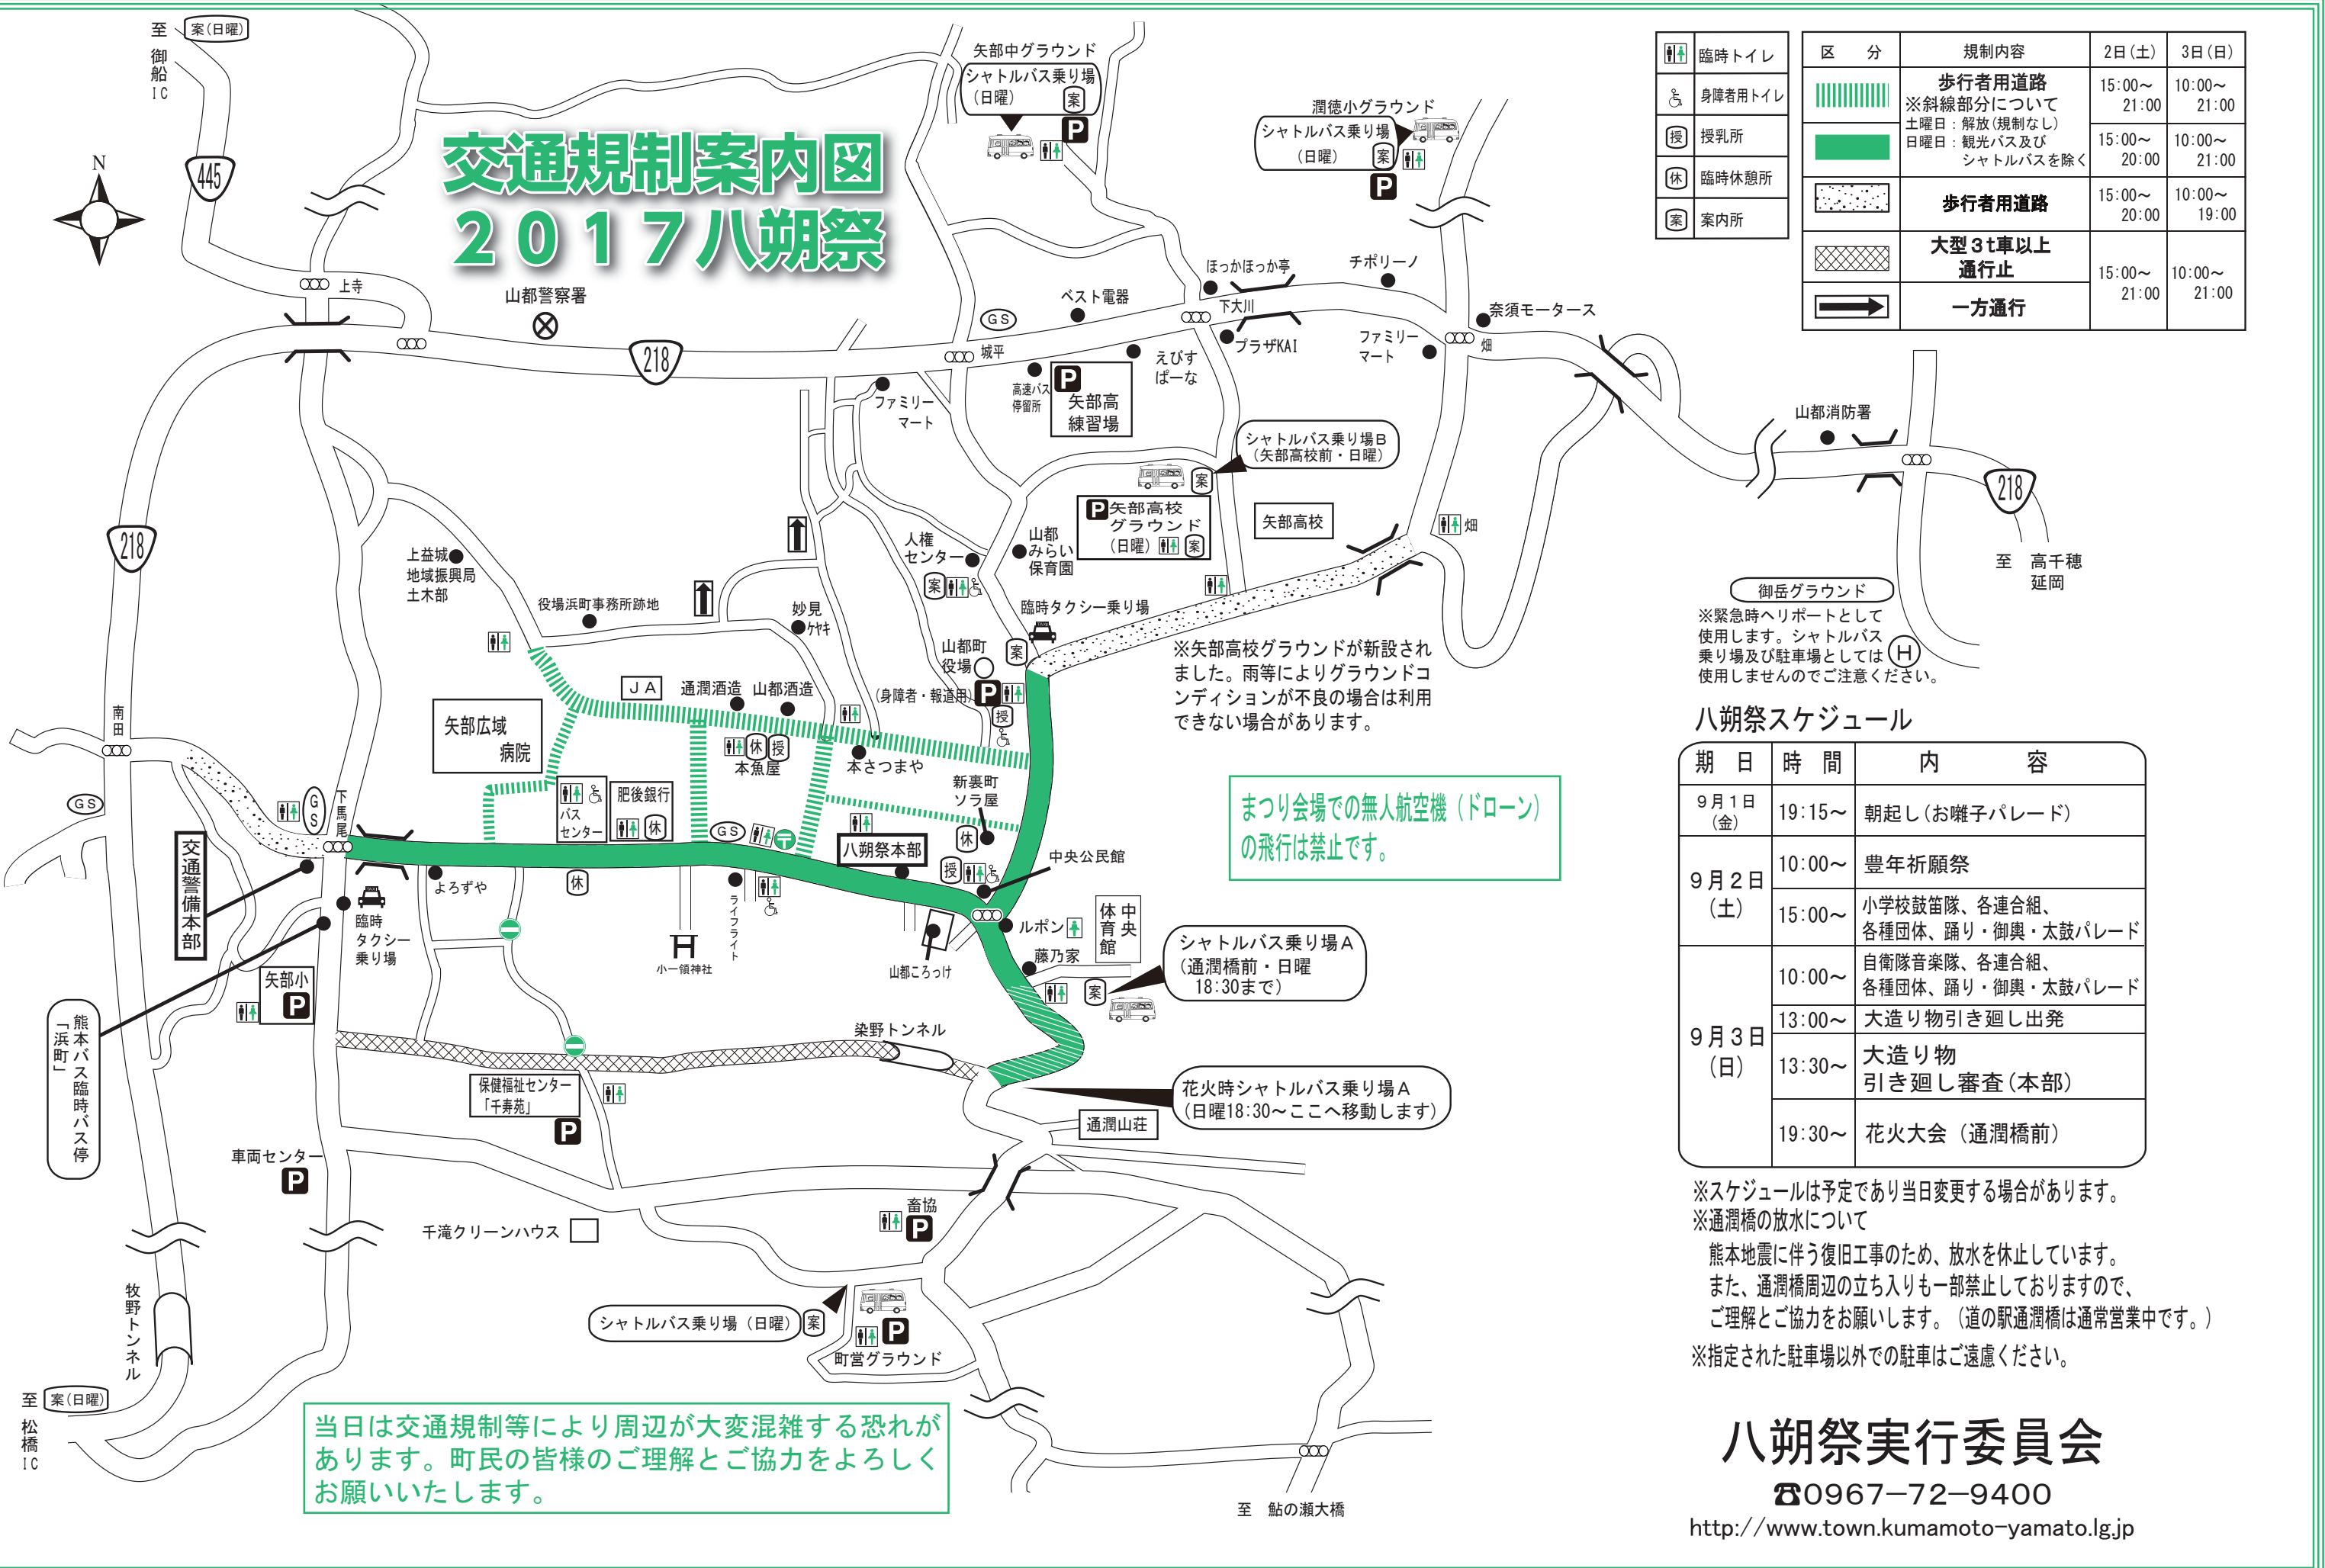 交通規制案内図
2017八朔祭
至 御船IC
案(日曜)
N
445
上寺
山都警察署
218
矢部中グラウンド
シャトルバス乗り場
(日曜)
案
P
潤徳小グラウンド
シャトルバス乗り場
(日曜)
案
P
臨時トイレ
身障者用トイレ
授 授乳所
休 臨時休憩所
案 案内所
区 分 規制内容 2日(土) 3日(日)
歩行者用道路
※斜線部分について
土曜日：解放(規制なし)
日曜日：観光バス及び
シャトルバスを除く
15:00～21:00 10:00～21:00
15:00～20:00 10:00～21:00
歩行者用道路 15:00～20:00 10:00～19:00
大型3t車以上
通行止
一方通行
15:00～21:00 10:00～21:00
ほっかほっか亭
チポリーノ
ベスト電器
下大川
GS
城平
プラザKAI
えびす
ぱーな
ファミリー
マート
奈須モータース
畑
高速バス
停留所
P
矢部高
練習場
ファミリー
マート
山都消防署
218
至 高千穂
延岡
シャトルバス乗り場B
(矢部高校前・日曜)
案
P矢部高校
グラウンド
(日曜) 案
矢部高校
畑
218
上益城
地域振興局
土木部
役場浜町事務所跡地
妙見
ケヤキ
人権
センター
案
山都
みらい
保育園
臨時タクシー乗り場
案
山都町
役場
(身障者・報道用)P
授
御岳グラウンド
※緊急時ヘリポートとして
使用します。シャトルバス
乗り場及び駐車場としては
使用しませんのでご注意ください。
H
※矢部高校グラウンドが新設され
ました。雨等によりグラウンドコ
ンディションが不良の場合は利用
できない場合があります。
JA
通潤酒造
山都酒造
矢部広域
病院
休 授
本魚屋
本さつまや
新裏町
ソラ屋
休
南田
GS
GS
下馬尾
バス
センター
肥後銀行
休
GS
〒
八朔祭本部
授
中央公民館
まつり会場での無人航空機（ドローン）
の飛行は禁止です。
交通警備本部
よろずや
休
臨時
タクシー
乗り場
小一領神社
ライフライト
山都ころっけ
ルポン
藤乃家
中央
体育館
案
シャトルバス乗り場A
(通潤橋前・日曜
18:30まで)
矢部小
P
熊本バス臨時バス停
「浜町」
染野トンネル
保健福祉センター
「千寿苑」
P
花火時シャトルバス乗り場A
(日曜18:30～ここへ移動します)
通潤山荘
車両センター
P
千滝クリーンハウス
畜協
P
シャトルバス乗り場（日曜）
案
P
町営グラウンド
牧野トンネル
至 松橋IC
案(日曜)
至 鮎の瀬大橋
当日は交通規制等により周辺が大変混雑する恐れが
あります。町民の皆様のご理解とご協力をよろしく
お願いいたします。
八朔祭スケジュール
期 日 時 間 内 容
9月1日(金) 19:15～ 朝起し(お囃子パレード)
9月2日(土) 10:00～ 豊年祈願祭
15:00～ 小学校鼓笛隊、各連合組、
各種団体、踊り・御輿・太鼓パレード
9月3日(日) 10:00～ 自衛隊音楽隊、各連合組、
各種団体、踊り・御輿・太鼓パレード
13:00～ 大造り物引き廻し出発
13:30～ 大造り物
引き廻し審査(本部)
19:30～ 花火大会（通潤橋前）
※スケジュールは予定であり当日変更する場合があります。
※通潤橋の放水について
熊本地震に伴う復旧工事のため、放水を休止しています。
また、通潤橋周辺の立ち入りも一部禁止しておりますので、
ご理解とご協力をお願いします。（道の駅通潤橋は通常営業中です。）
※指定された駐車場以外での駐車はご遠慮ください。
八朔祭実行委員会
☎0967-72-9400
http://www.town.kumamoto-yamato.lg.jp